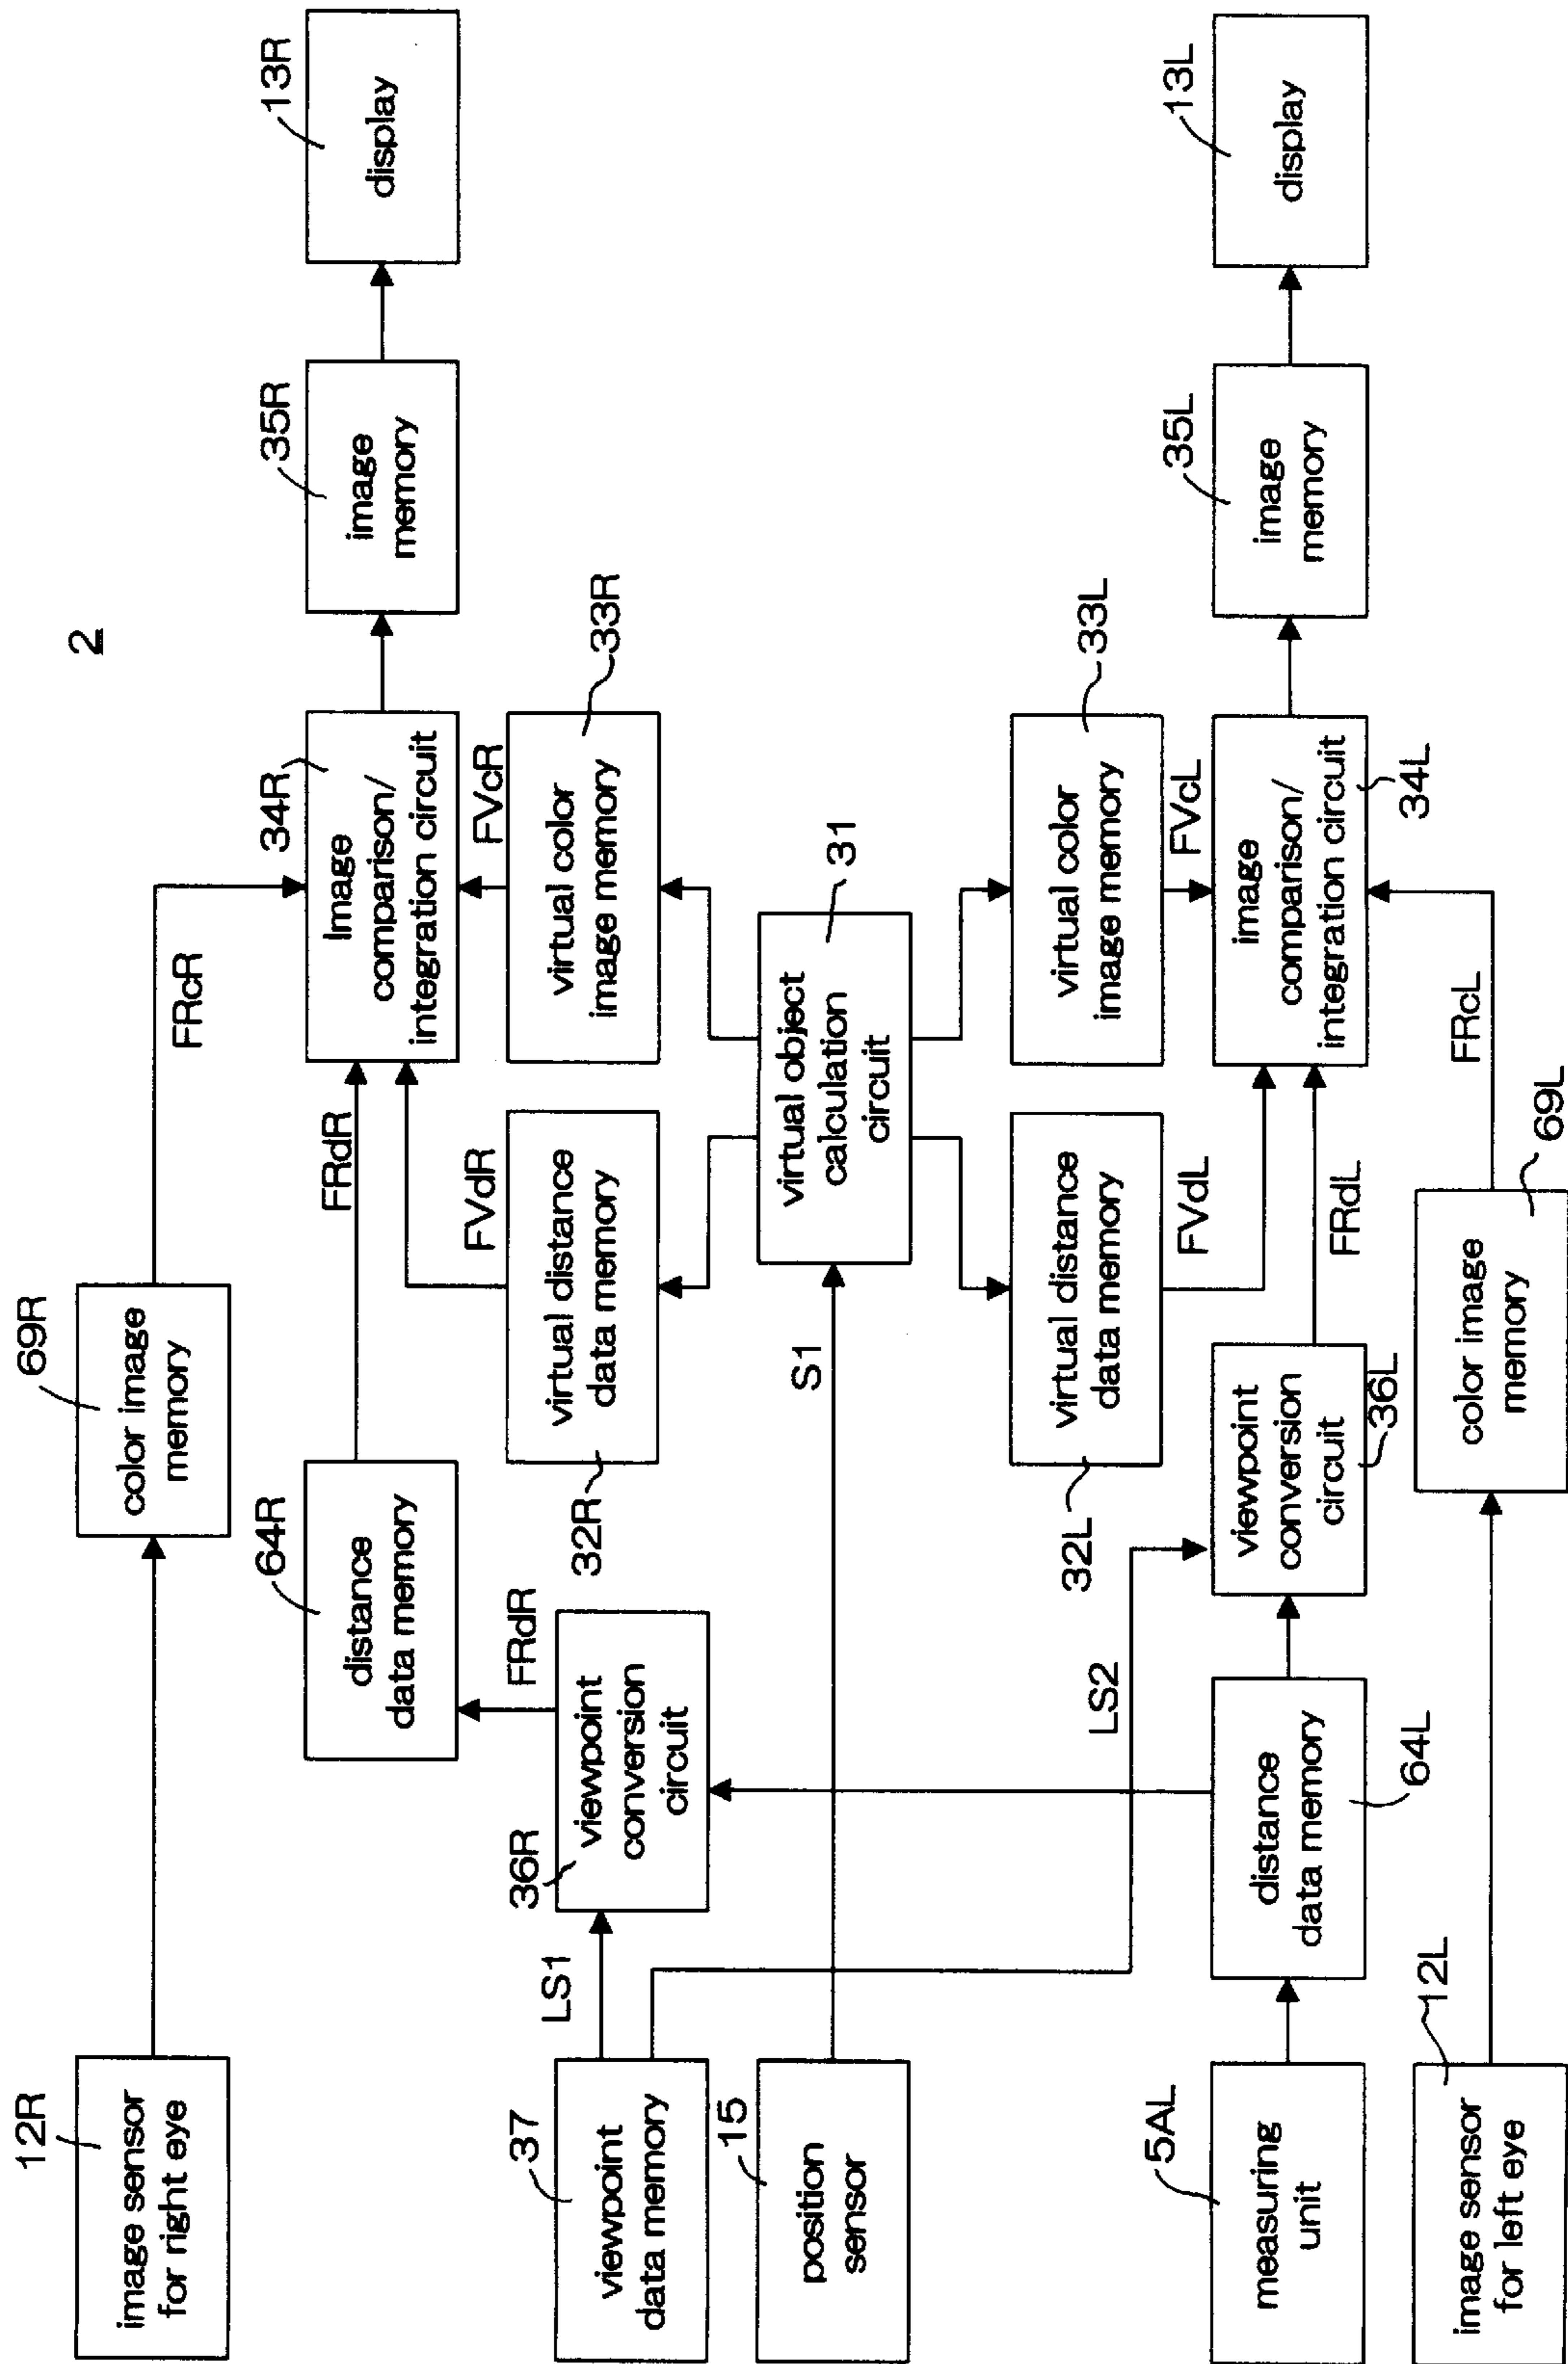 2
12R
image sensor
for right eye
69R
color image
memory
FRcR
34R
Image
comparison/
integration circuit
35R
image
memory
13R
display
64R
distance
data memory
FRdR
FRdR
37
viewpoint
data memory
LS1
36R
viewpoint
conversion
circuit
32R
virtual distance
data memory
FVdR
33R
virtual color
image memory
FVcR
15
position
sensor
S1
31
virtual object
calculation
circuit
LS2
32L
virtual distance
data memory
FVdL
33L
virtual color
image memory
FVcL
5AL
measuring
unit
64L
distance
data memory
36L
viewpoint
conversion
circuit
FRdL
34L
image
comparison/
integration circuit
35L
image
memory
13L
display
12L
image sensor
for left eye
69L
color image
memory
FRcL